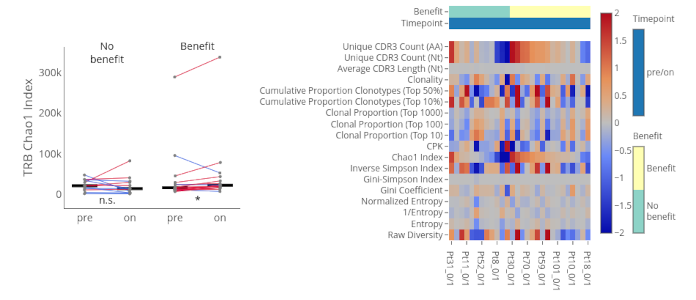 No
benefit
Benefit
TRB Chao1 Index
300k
200k
100k
0
n.s.
*
pre
on
pre
on
Benefit
Timepoint
Unique CDR3 Count (AA)
Unique CDR3 Count (Nt)
Average CDR3 Length (Nt)
Clonality
Cumulative Proportion Clonotypes (Top 50%)
Cumulative Proportion Clonotypes (Top 10%)
Clonal Proportion (Top 1000)
Clonal Proportion (Top 100)
Clonal Proportion (Top 10)
CPK
Chao1 Index
Inverse Simpson Index
Gini-Simpson Index
Gini Coefficient
Normalized Entropy
1/Entropy
Entropy
Raw Diversity
Pt31_0/1
Pt11_0/1
Pt52_0/1
Pt8_0/1
Pt30_0/1
Pt70_0/1
Pt59_0/1
Pt101_0/1
Pt10_0/1
Pt18_0/1
2
1.5
1
0.5
0
−0.5
−1
−1.5
−2
Timepoint
pre/on
Benefit
Benefit
No
benefit